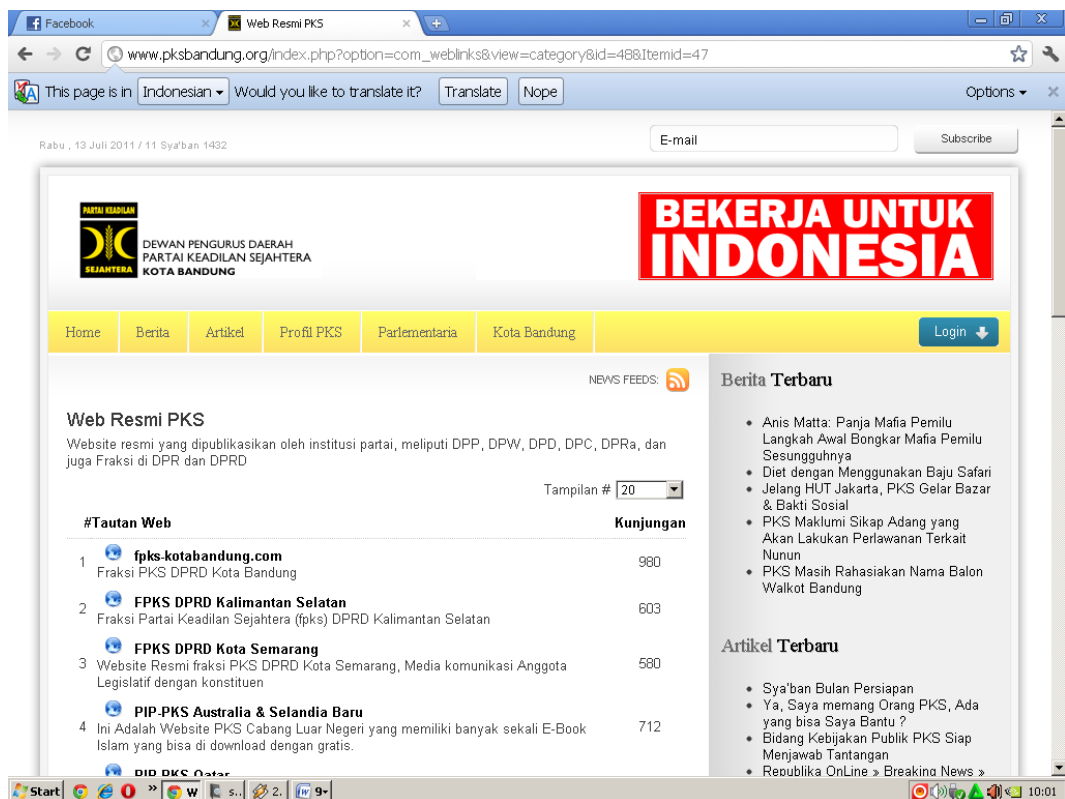 Facebook
Web Resmi PKS
www.pksbandung.org/index.php?option=com_weblinks&view=category&id=48&Itemid=47
This page is in Indonesian Would you like to translate it? Translate Nope Options
Rabu , 13 Juli 2011 / 11 Sya'ban 1432
E-mail
Subscribe
PARTAI KEADILAN
SEJAHTERA
DEWAN PENGURUS DAERAH
PARTAI KEADILAN SEJAHTERA
KOTA BANDUNG
BEKERJA UNTUK
INDONESIA
Home Berita Artikel Profil PKS Parlementaria Kota Bandung Login
NEWS FEEDS:
Web Resmi PKS
Website resmi yang dipublikasikan oleh institusi partai, meliputi DPP, DPW, DPD, DPC, DPRa, dan
juga Fraksi di DPR dan DPRD
Tampilan # 20
#Tautan Web Kunjungan
1 fpks-kotabandung.com 980
Fraksi PKS DPRD Kota Bandung
2 FPKS DPRD Kalimantan Selatan 603
Fraksi Partai Keadilan Sejahtera (fpks) DPRD Kalimantan Selatan
3 FPKS DPRD Kota Semarang 580
Website Resmi fraksi PKS DPRD Kota Semarang, Media komunikasi Anggota
Legislatif dengan konstituen
4 PIP-PKS Australia & Selandia Baru 712
Ini Adalah Website PKS Cabang Luar Negeri yang memiliki banyak sekali E-Book
Islam yang bisa di download dengan gratis.
PIP PKS Qatar
Berita Terbaru
Anis Matta: Panja Mafia Pemilu
Langkah Awal Bongkar Mafia Pemilu
Sesungguhnya
Diet dengan Menggunakan Baju Safari
Jelang HUT Jakarta, PKS Gelar Bazar
& Bakti Sosial
PKS Maklumi Sikap Adang yang
Akan Lakukan Perlawanan Terkait
Nunun
PKS Masih Rahasiakan Nama Balon
Walkot Bandung
Artikel Terbaru
Sya'ban Bulan Persiapan
Ya, Saya memang Orang PKS, Ada
yang bisa Saya Bantu ?
Bidang Kebijakan Publik PKS Siap
Menjawab Tantangan
Republika OnLine » Breaking News »
Start » W s.. 2. 9- 10:01